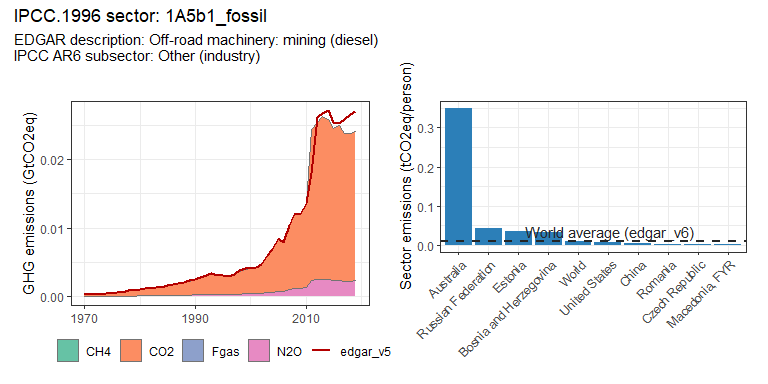 IPCC.1996 sector: 1A5b1_fossil
EDGAR description: Off-road machinery: mining (diesel)
IPCC AR6 subsector: Other (industry)
GHG emissions (GtCO2eq)
0.02
0.01
0.00
1970
1990
2010
CH4
CO2
Fgas
N2O
edgar_v5
Sector emissions (tCO2eq/person)
0.3
0.2
0.1
0.0
World average (edgar_v6)
Australia
Russian Federation
Estonia
Bosnia and Herzegovina
World
United States
China
Romania
Czech Republic
Macedonia, FYR